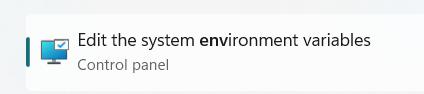 Edit the system environment variables
Control panel